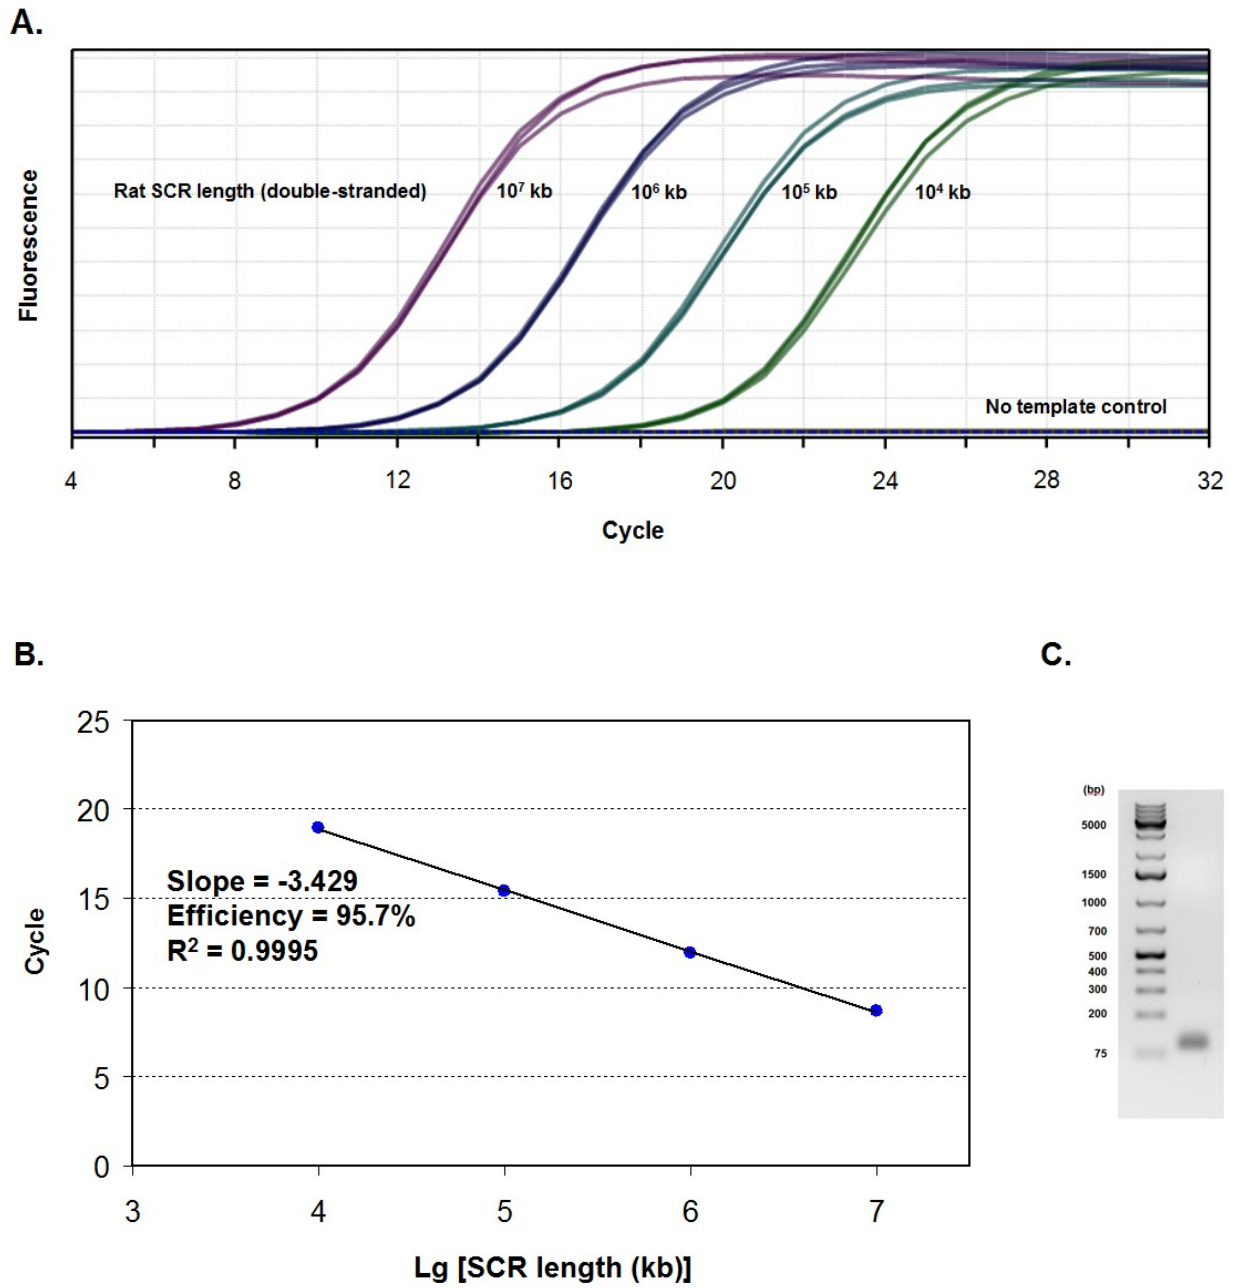 A.
Fluorescence
Rat SCR length (double-stranded)
10⁷ kb
10⁶ kb
10⁵ kb
10⁴ kb
No template control
4 8 12 16 20 24 28 32
Cycle
B.
25
20
15
10
5
0
Cycle
Slope = -3.429
Efficiency = 95.7%
R² = 0.9995
3 4 5 6 7
Lg [SCR length (kb)]
C.
(bp)
5000
1500
1000
700
500
400
300
200
75